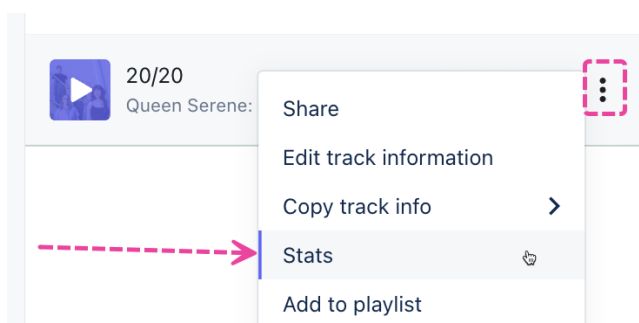 20/20
Queen Serene:
Share
Edit track information
Copy track info
Stats
Add to playlist